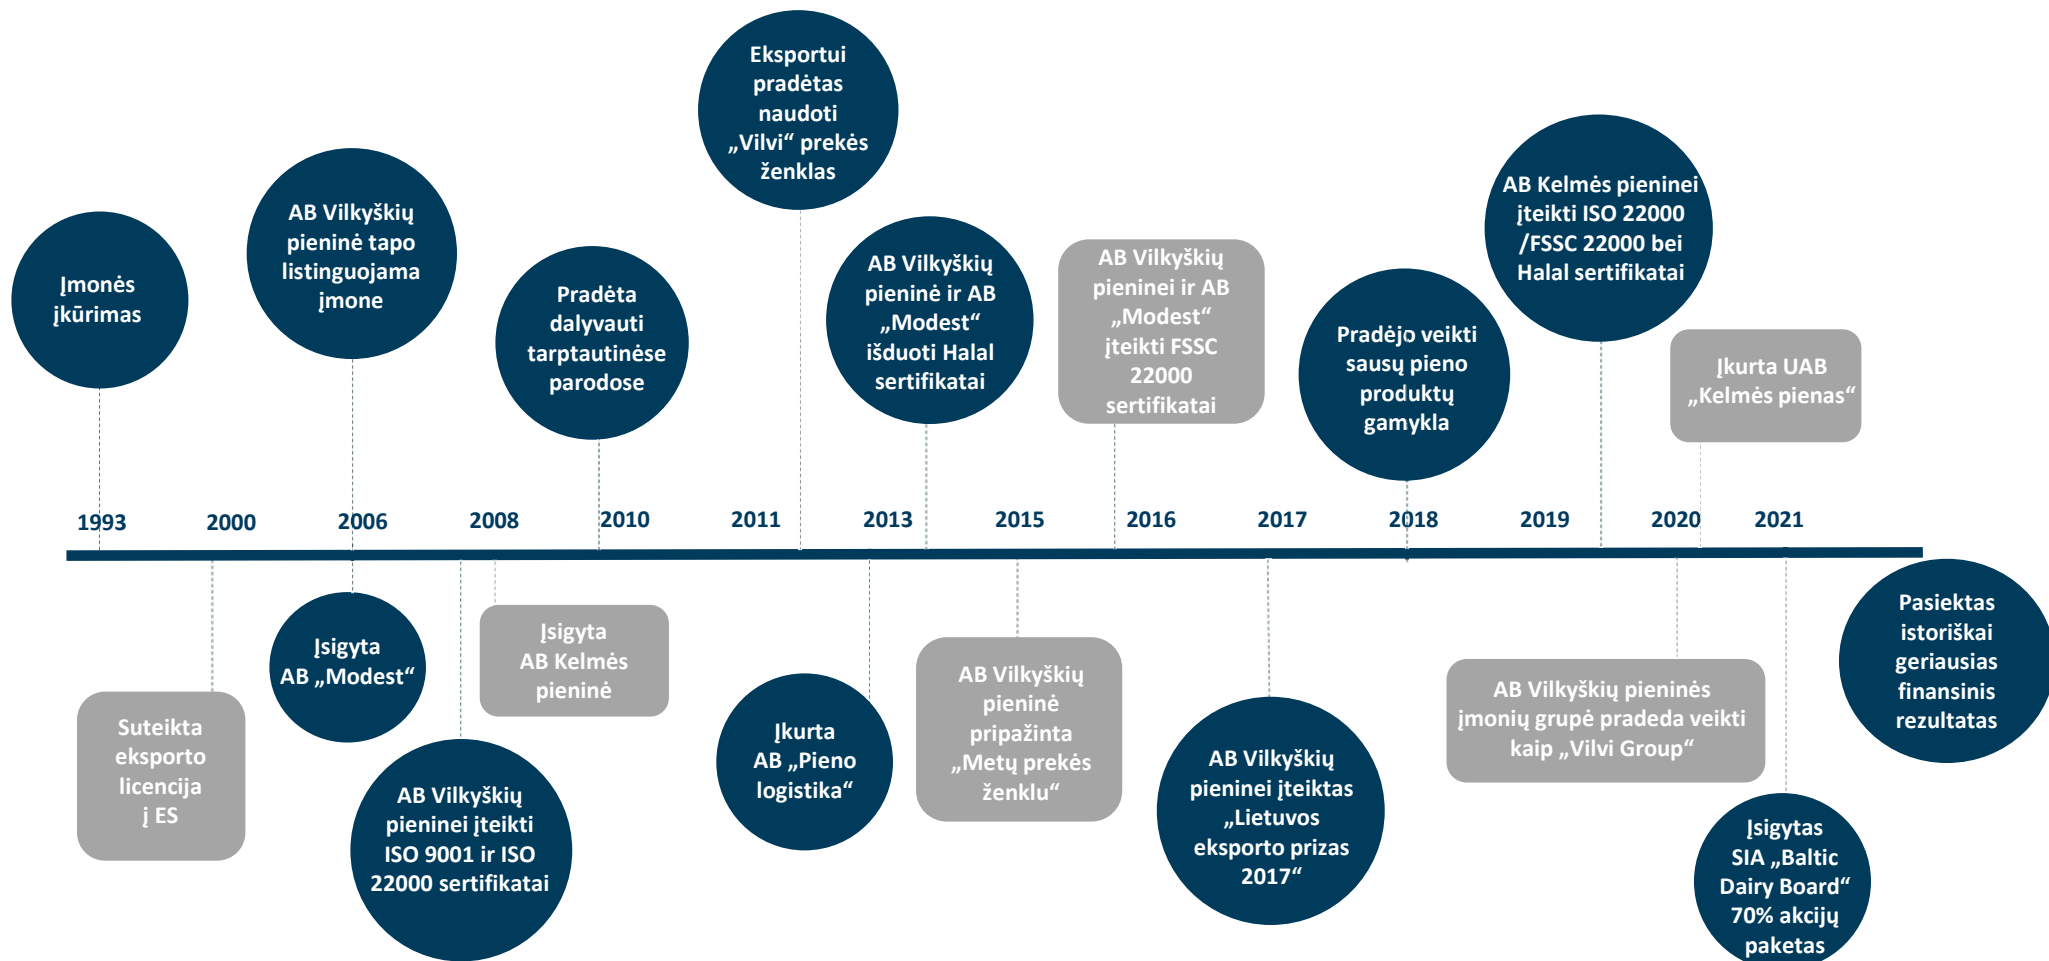 Eksportui
pradėtas
naudoti
„Vilvi“ prekės
ženklas
AB Vilkyškių
pieninė tapo
listinguojama
įmone
AB Kelmės pieninei
įteikti ISO 22000
/FSSC 22000 bei
Halal sertifikatai
Įmonės
įkūrimas
Pradėta
dalyvauti
tarptautinėse
parodose
AB Vilkyškių
pieninė ir AB
„Modest“
išduoti Halal
sertifikatai
AB Vilkyškių
pieninei ir AB
„Modest“
įteikti FSSC
22000
sertifikatai
Pradėjo veikti
sausų pieno
produktų
gamykla
Įkurta UAB
„Kelmės pienas“
1993
2000
2006
2008
2010
2011
2013
2015
2016
2017
2018
2019
2020
2021
Suteikta
eksporto
licencija
į ES
Įsigyta
AB „Modest“
AB Vilkyškių
pieninei įteikti
ISO 9001 ir ISO
22000 sertifikatai
Įsigyta
AB Kelmės
pieninė
Įkurta
AB „Pieno
logistika“
AB Vilkyškių
pieninė
pripažinta
„Metų prekės
ženklu“
AB Vilkyškių
pieninei įteiktas
„Lietuvos
eksporto prizas
2017“
AB Vilkyškių pieninės
įmonių grupė pradeda veikti
kaip „Vilvi Group“
Įsigytas
SIA „Baltic
Dairy Board“
70% akcijų
paketas
Pasiektas
istoriškai
geriausias
finansinis
rezultatas